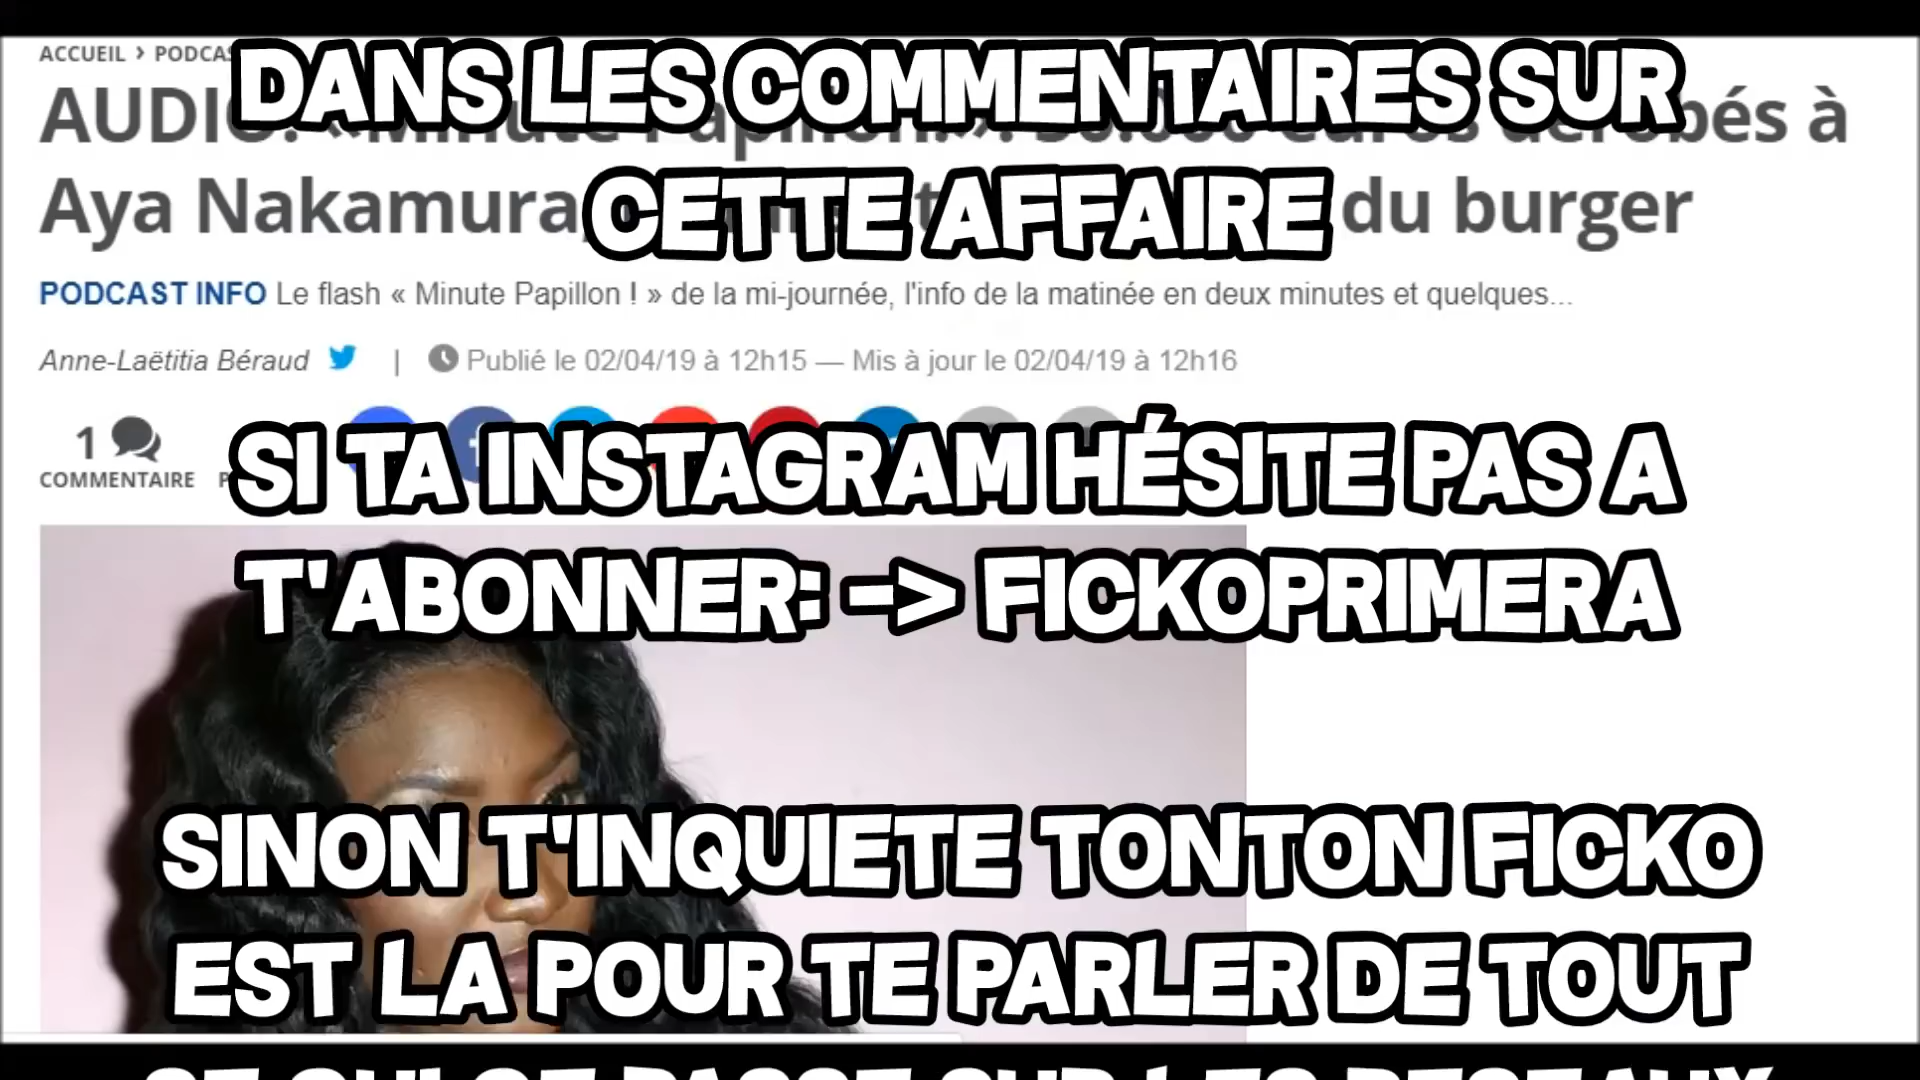 ACCUEIL › PODCAS
DANS LES COMMENTAIRES SUR
AUDIO à
CETTE AFFAIRE
Aya Nakamura, du burger
PODCAST INFO Le flash « Minute Papillon ! » de la mi-journée, l'info de la matinée en deux minutes et quelques...
Anne-Laëtitia Béraud | Publié le 02/04/19 à 12h15 — Mis à jour le 02/04/19 à 12h16
1
COMMENTAIRE
SI TA INSTAGRAM HÉSITE PAS A
T'ABONNER: -> FICKOPRIMERA
SINON T'INQUIETE TONTON FICKO
EST LA POUR TE PARLER DE TOUT